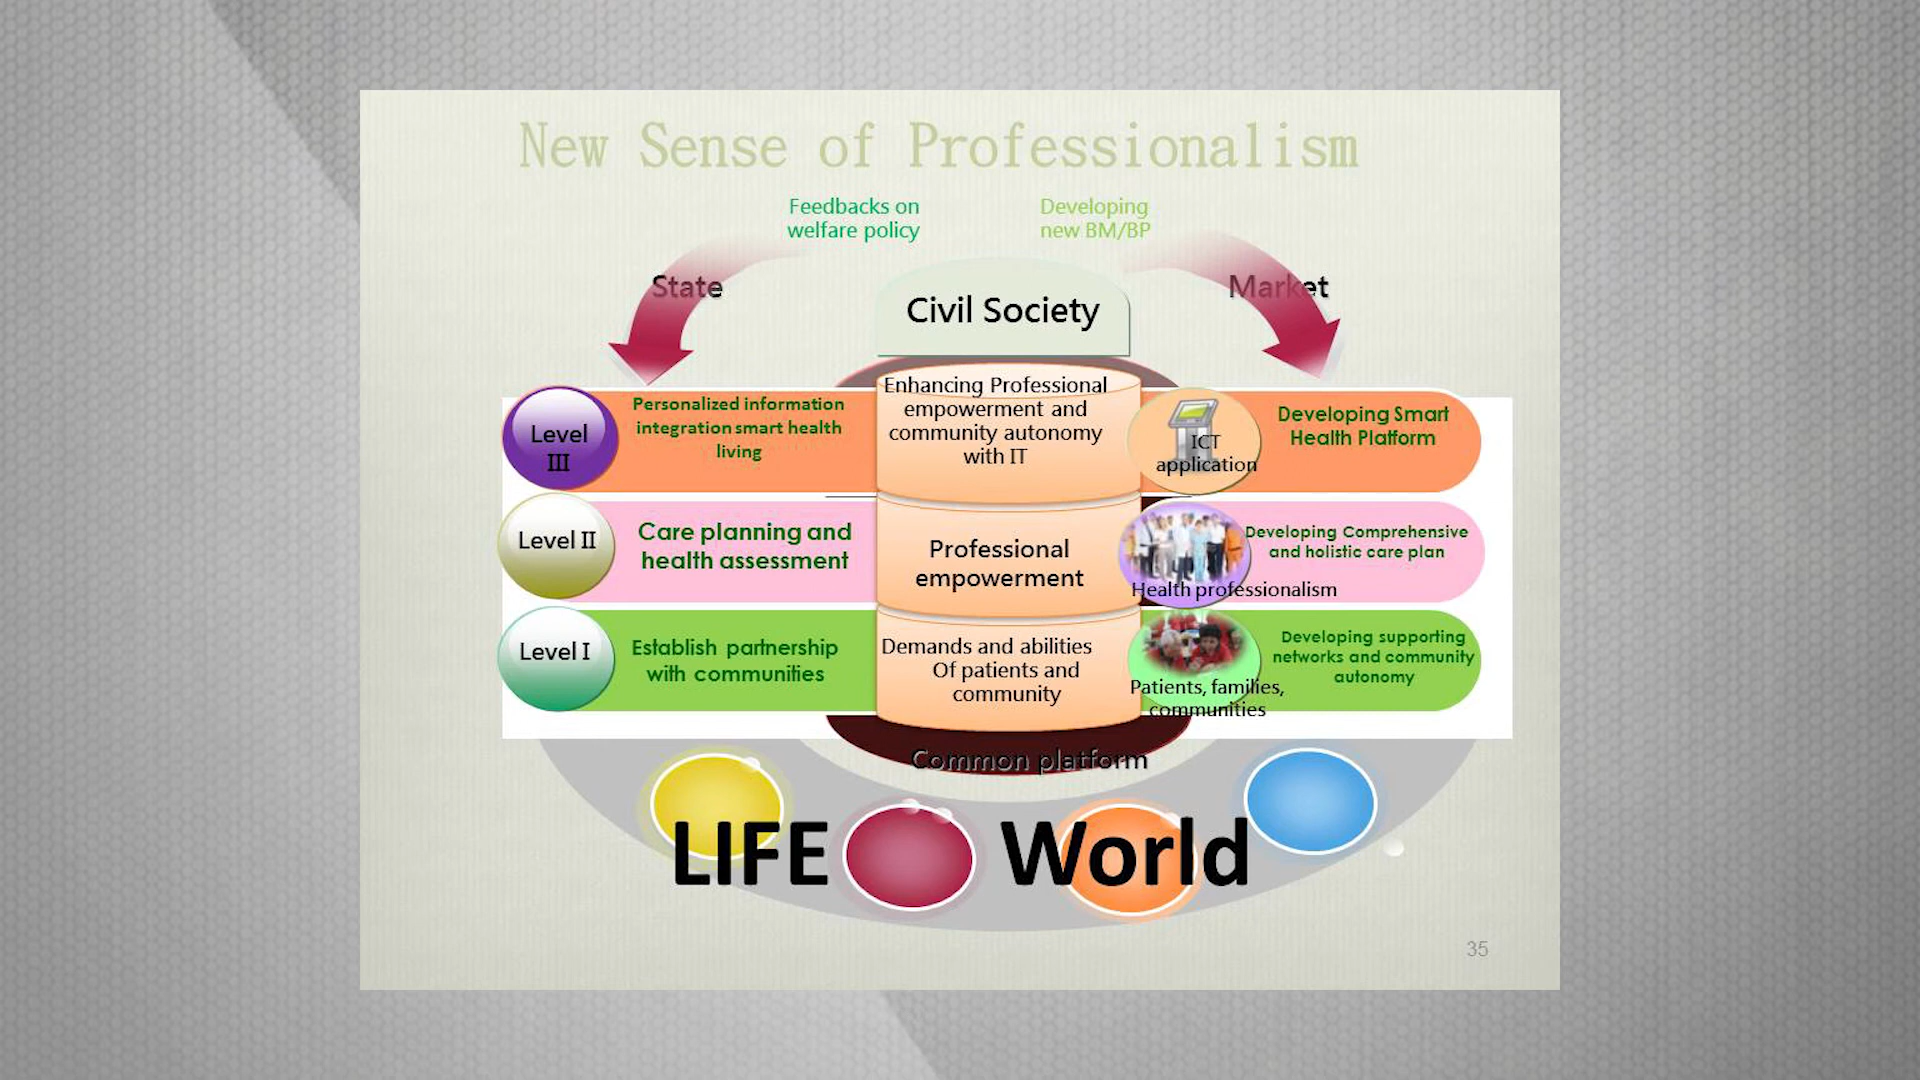 New Sense of Professionalism
Feedbacks on
welfare policy
Developing
new BM/BP
State
Market
Civil Society
Level
III
Personalized information
integration smart health
living
Enhancing Professional
empowerment and
community autonomy
with IT
ICT
application
Developing Smart
Health Platform
Level II
Care planning and
health assessment
Professional
empowerment
Health professionalism
Developing Comprehensive
and holistic care plan
Level I
Establish partnership
with communities
Demands and abilities
Of patients and
community
Patients, families,
communities
Developing supporting
networks and community
autonomy
Common platform
LIFE World
35